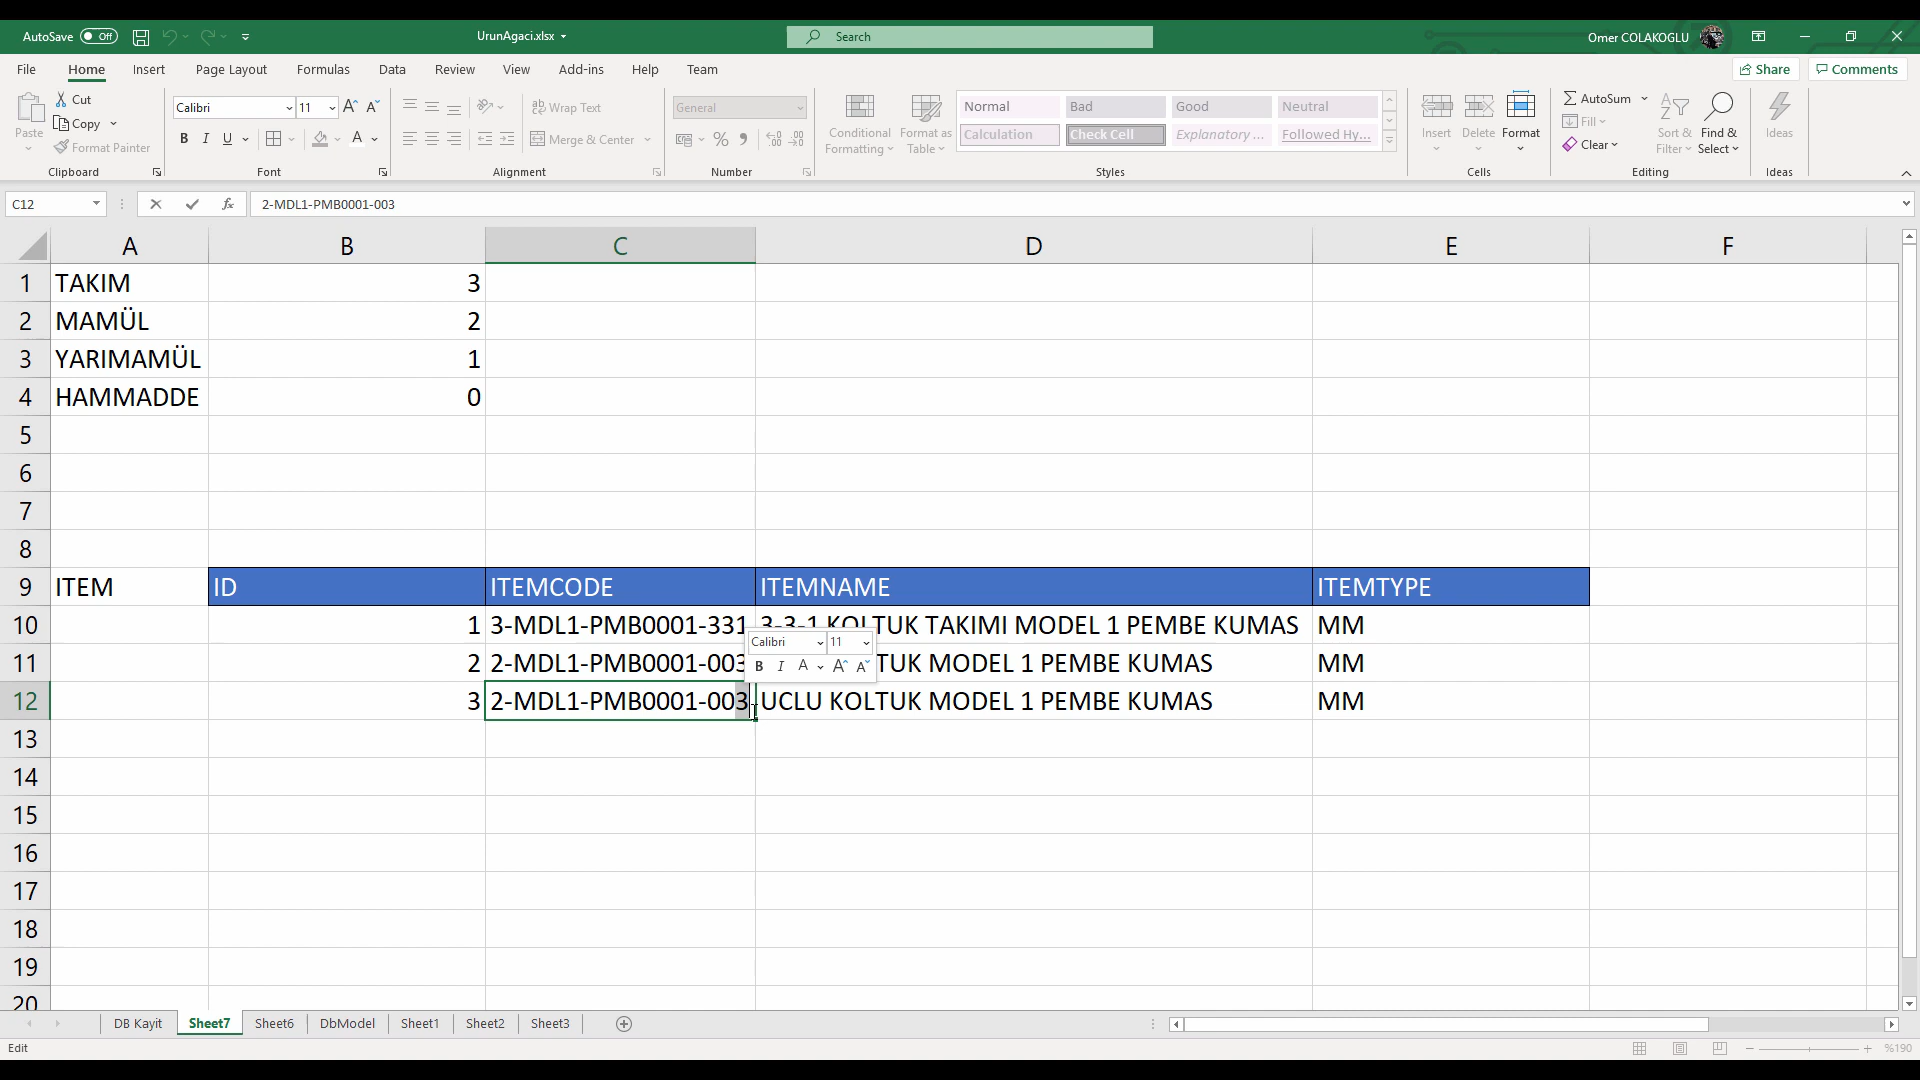 AutoSave Off UrunAgaci.xlsx Search Omer COLAKOGLU
File Home Insert Page Layout Formulas Data Review View Add-ins Help Team Share Comments
Paste Cut Copy Format Painter Clipboard
Calibri 11 B I U A Font
Wrap Text Merge & Center Alignment
General % Number
Conditional Formatting Format as Table
Normal Bad Good Neutral
Calculation Check Cell Explanatory ... Followed Hy...
Styles
Insert Delete Format Cells
AutoSum Fill Clear Sort & Filter Find & Select Editing
Ideas Ideas
C12 fx 2-MDL1-PMB0001-003
A B C D E F
1 TAKIM 3
2 MAMÜL 2
3 YARIMAMÜL 1
4 HAMMADDE 0
5
6
7
8
9 ITEM ID ITEMCODE ITEMNAME ITEMTYPE
10 1 3-MDL1-PMB0001-331 3-3-1 KOLTUK TAKIMI MODEL 1 PEMBE KUMAS MM
Calibri 11
B I A
11 2 2-MDL1-PMB0001-003 TUK MODEL 1 PEMBE KUMAS MM
12 3 2-MDL1-PMB0001-003 UCLU KOLTUK MODEL 1 PEMBE KUMAS MM
13
14
15
16
17
18
19
20
DB Kayit Sheet7 Sheet6 DbModel Sheet1 Sheet2 Sheet3
Edit %190